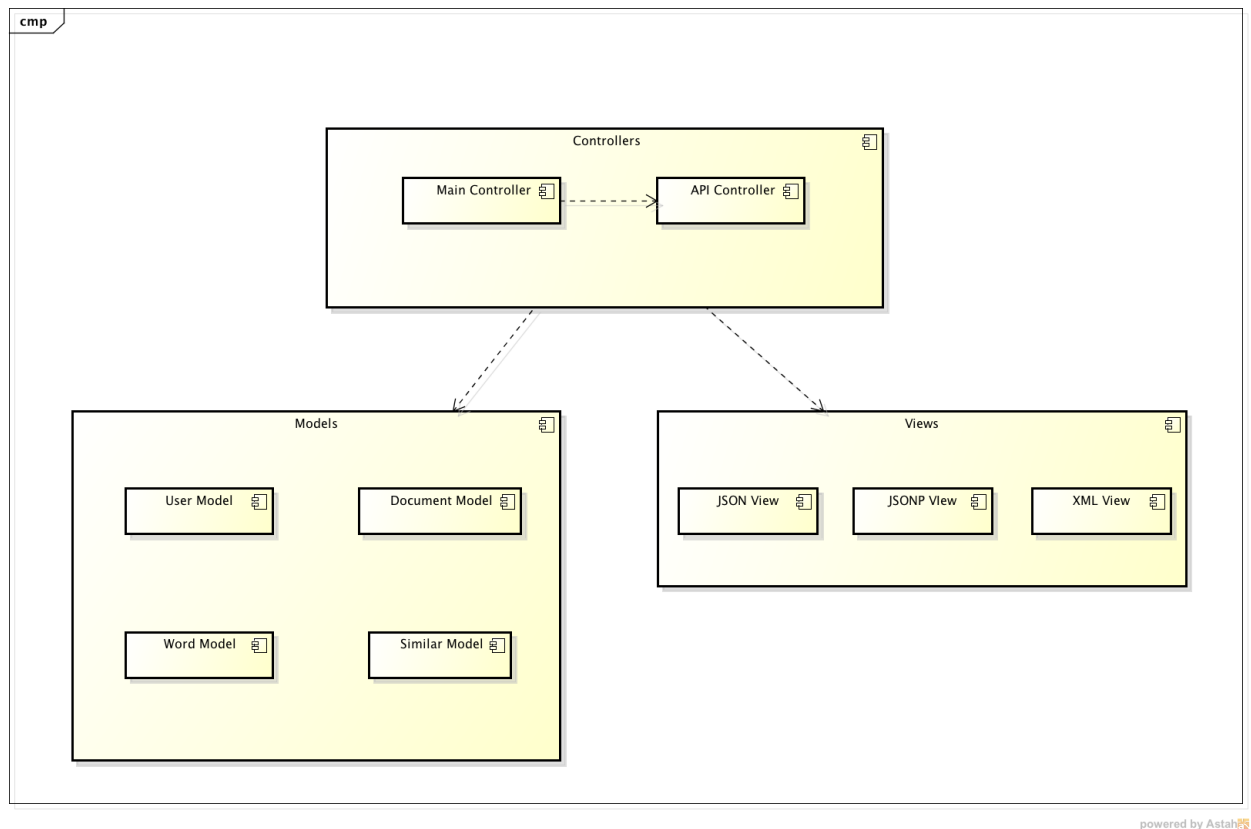 cmp
Controllers
Main Controller
API Controller
Models
Views
User Model
Document Model
JSON View
JSONP VIew
XML View
Word Model
Similar Model
powered by Astah